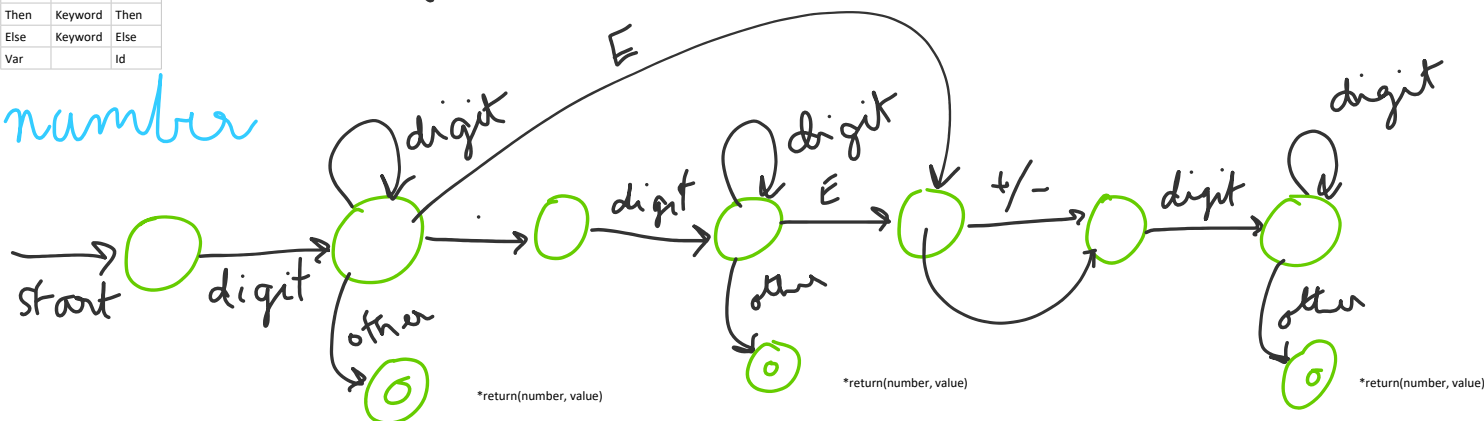 Then Keyword Then
Else Keyword Else
Var Id
number
E
digit
digit
digit
start
digit
.
digit
E
+/-
digit
other
other
other
*return(number, value)
*return(number, value)
*return(number, value)